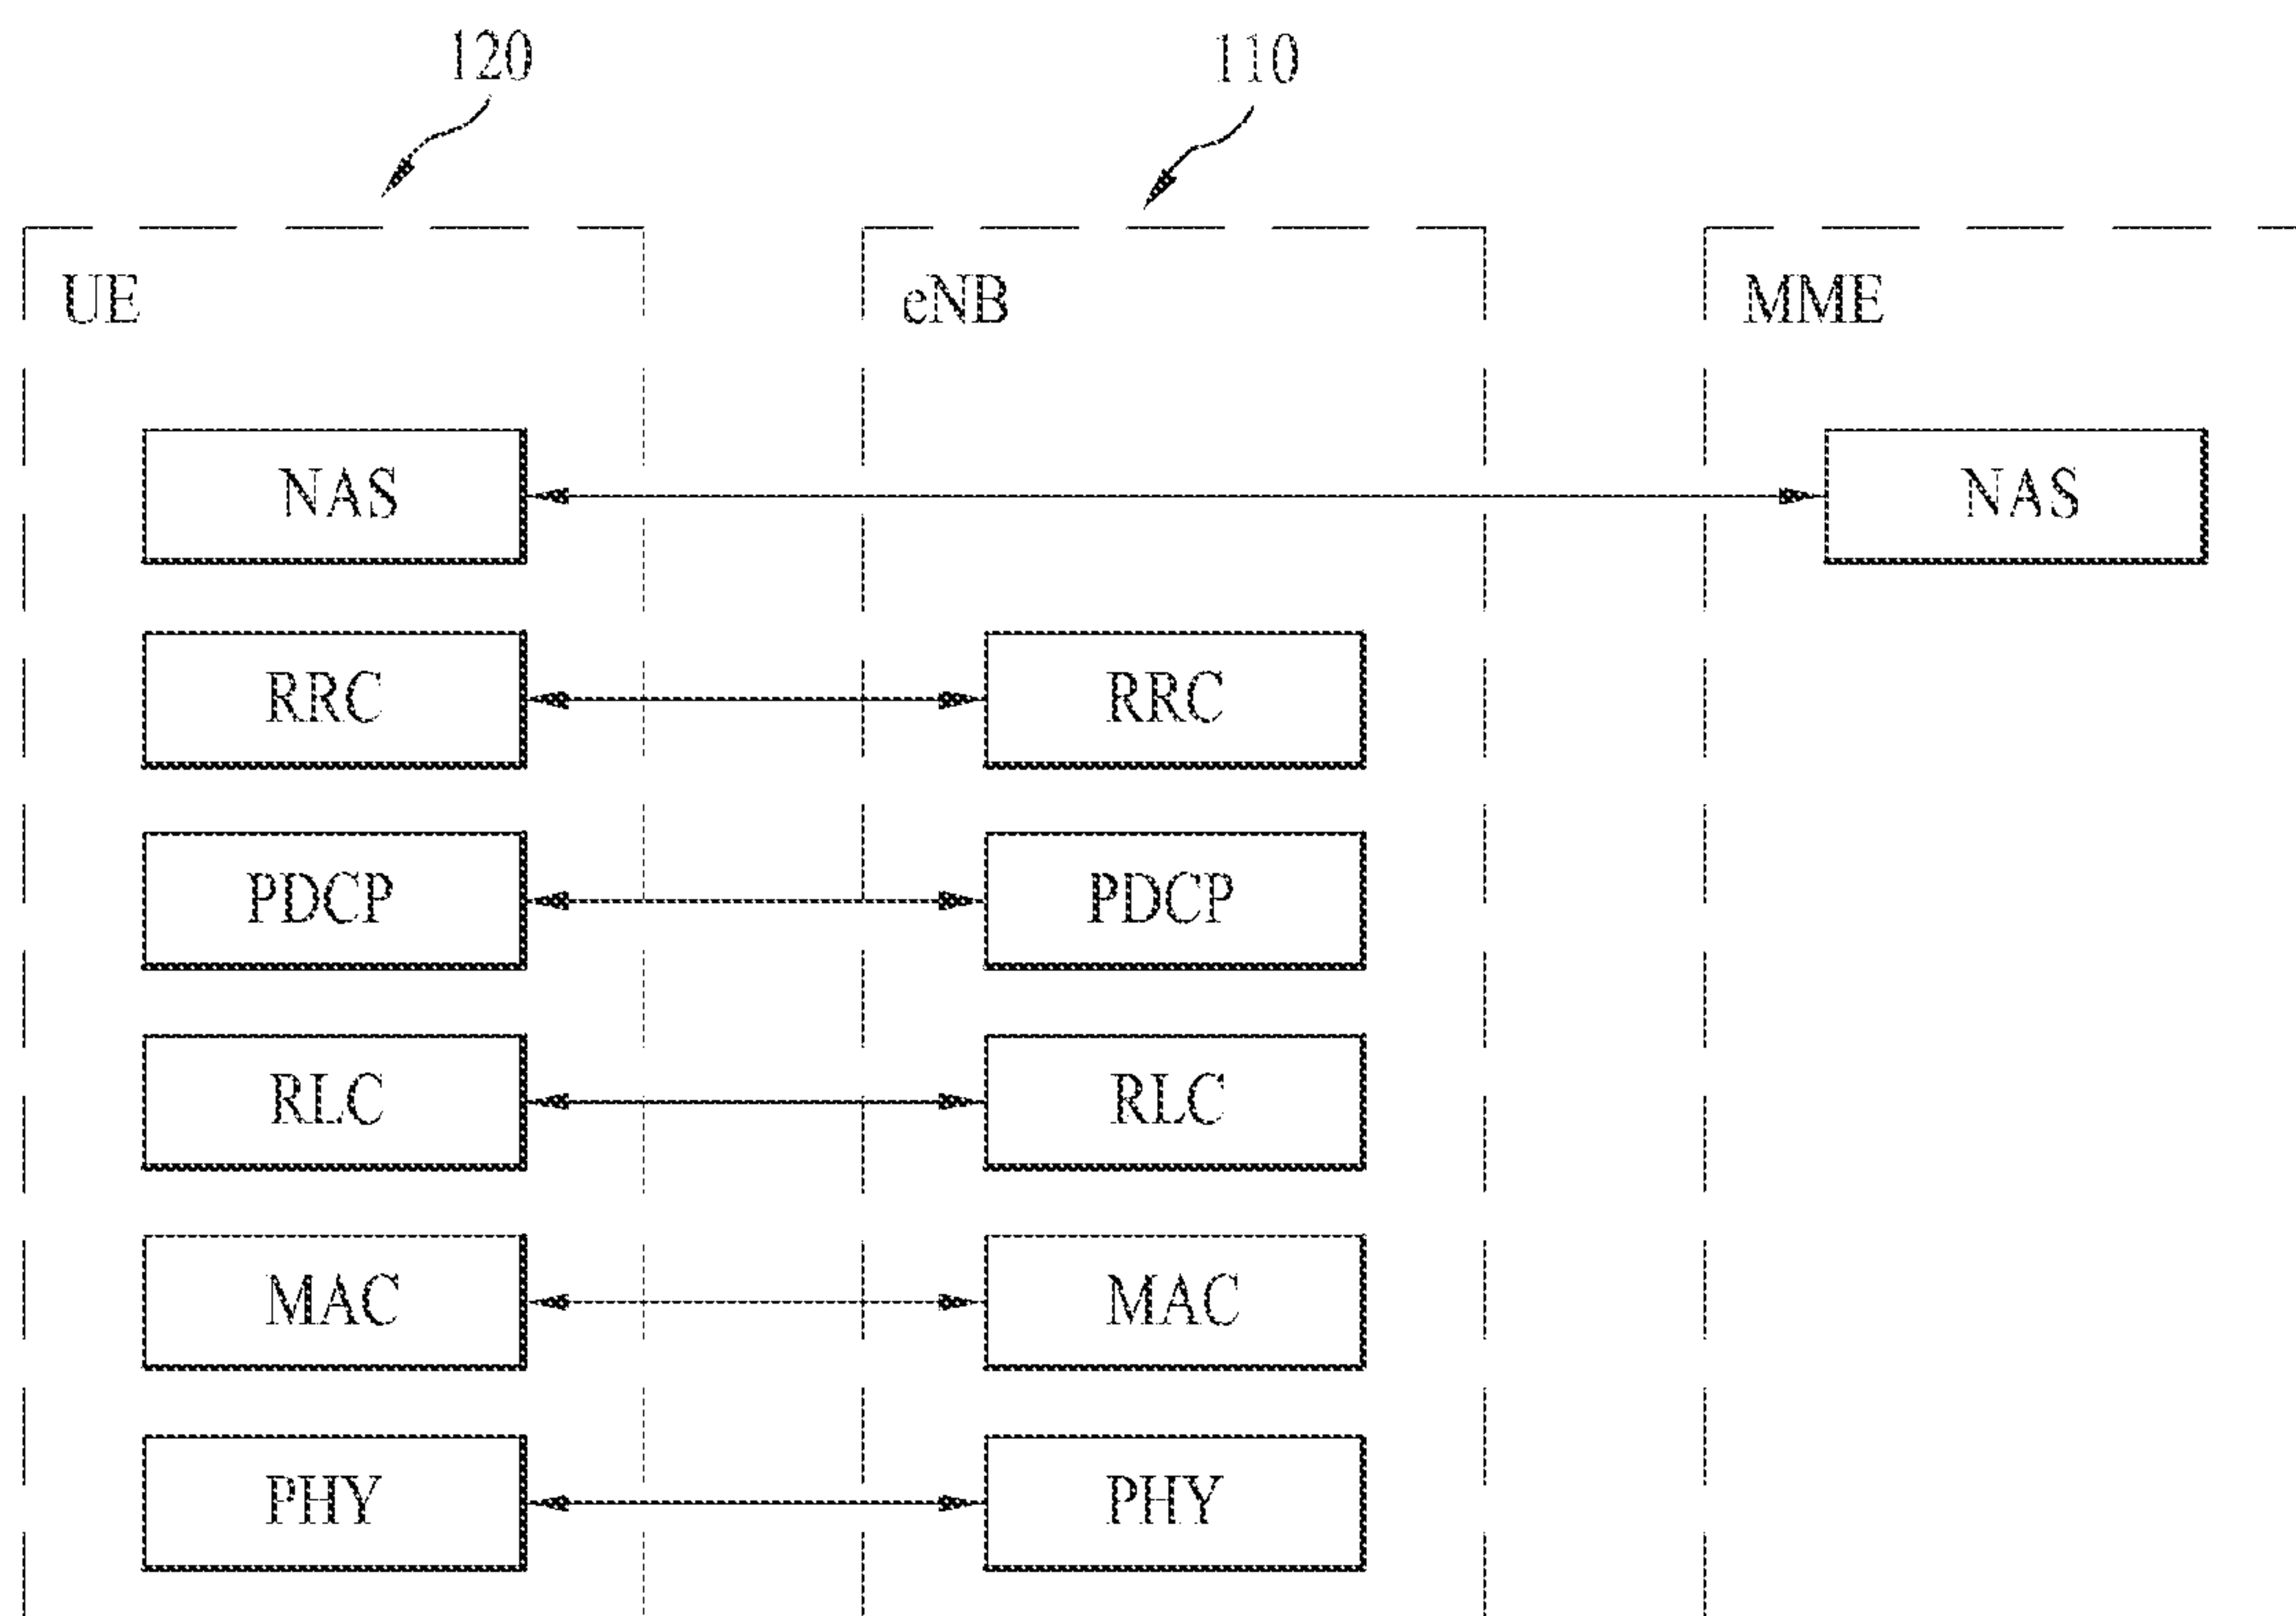 120 110
UE eNB MME
NAS NAS
RRC RRC
PDCP PDCP
RLC RLC
MAC MAC
PHY PHY